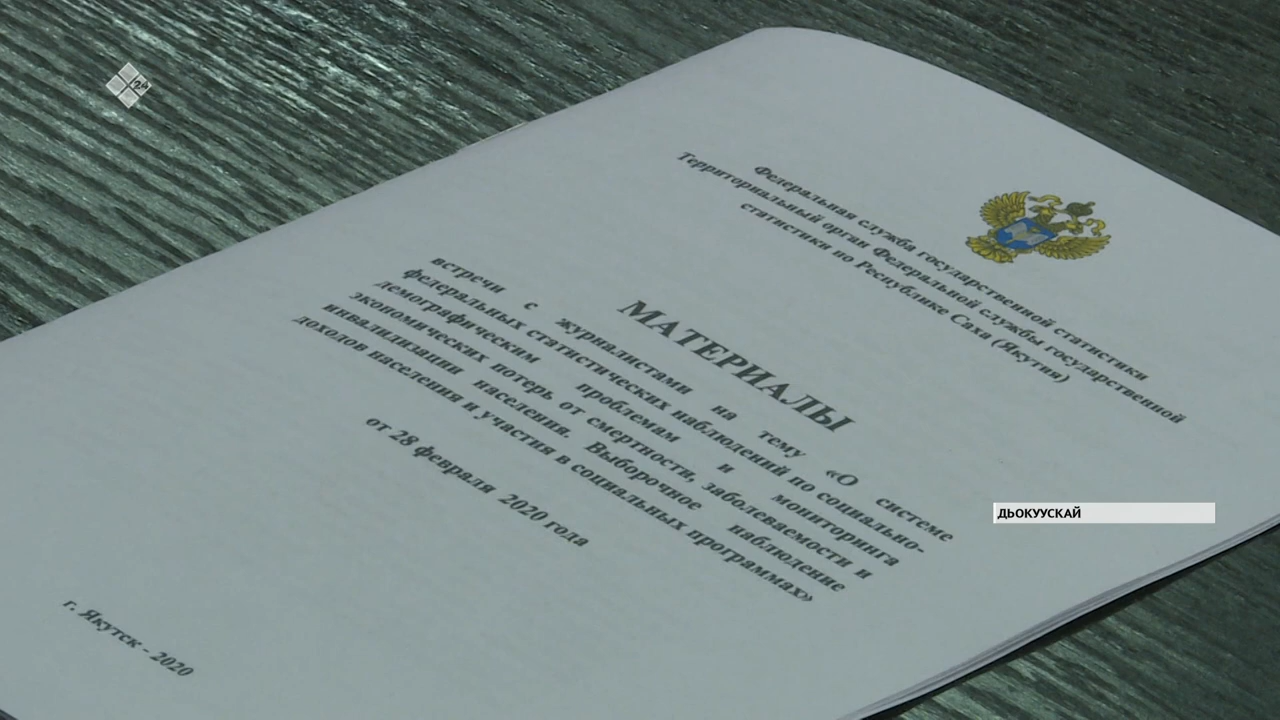 24
Федеральная служба государственной статистики
Территориальный орган Федеральной службы государственной
статистики по Республике Саха (Якутия)
МАТЕРИАЛЫ
встречи с журналистами на тему «О системе
федеральных статистических наблюдений по социально-
демографическим проблемам и мониторинга
экономических потерь от смертности, заболеваемости и
инвалидизации населения. Выборочное наблюдение
доходов населения и участия в социальных программах»
от 28 февраля 2020 года
г. Якутск - 2020
ДЬОКУУСКАЙ